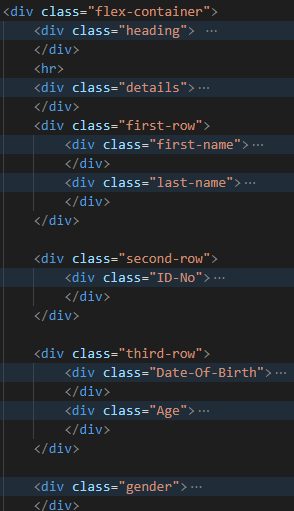 <div class="flex-container">
<div class="heading"> ...
</div>
<hr>
<div class="details">...
</div>
<div class="first-row">
<div class="first-name">...
</div>
<div class="last-name">...
</div>
</div>
<div class="second-row">
<div class="ID-No">...
</div>
</div>
<div class="third-row">
<div class="Date-Of-Birth">...
</div>
<div class="Age">...
</div>
</div>
<div class="gender">...
</div>